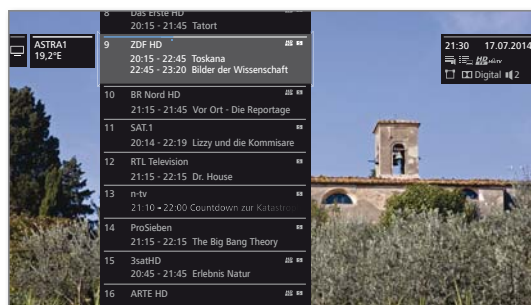 8 Das Erste HD
20:15 - 21:45 Tatort
ASTRA1
19,2°E
9 ZDF HD
20:15 - 22:45 Toskana
22:45 - 23:20 Bilder der Wissenschaft
10 BR Nord HD
21:15 - 21:45 Vor Ort - Die Reportage
11 SAT.1
20:14 - 22:19 Lizzy und die Kommisare
12 RTL Television
21:15 - 22:15 Dr. House
13 n-tv
21:10 - 22:00 Countdown zur Katastro
14 ProSieben
21:15 - 22:15 The Big Bang Theory
15 3satHD
20:45 - 21:45 Erlebnis Natur
16 ARTE HD
21:30 17.07.2014
Digital 2